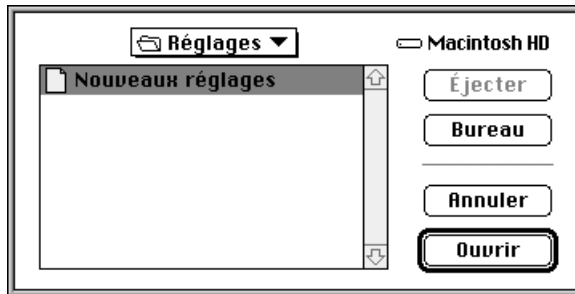 Réglages
Macintosh HD
Nouveaux réglages
Éjecter
Bureau
Annuler
Ouvrir